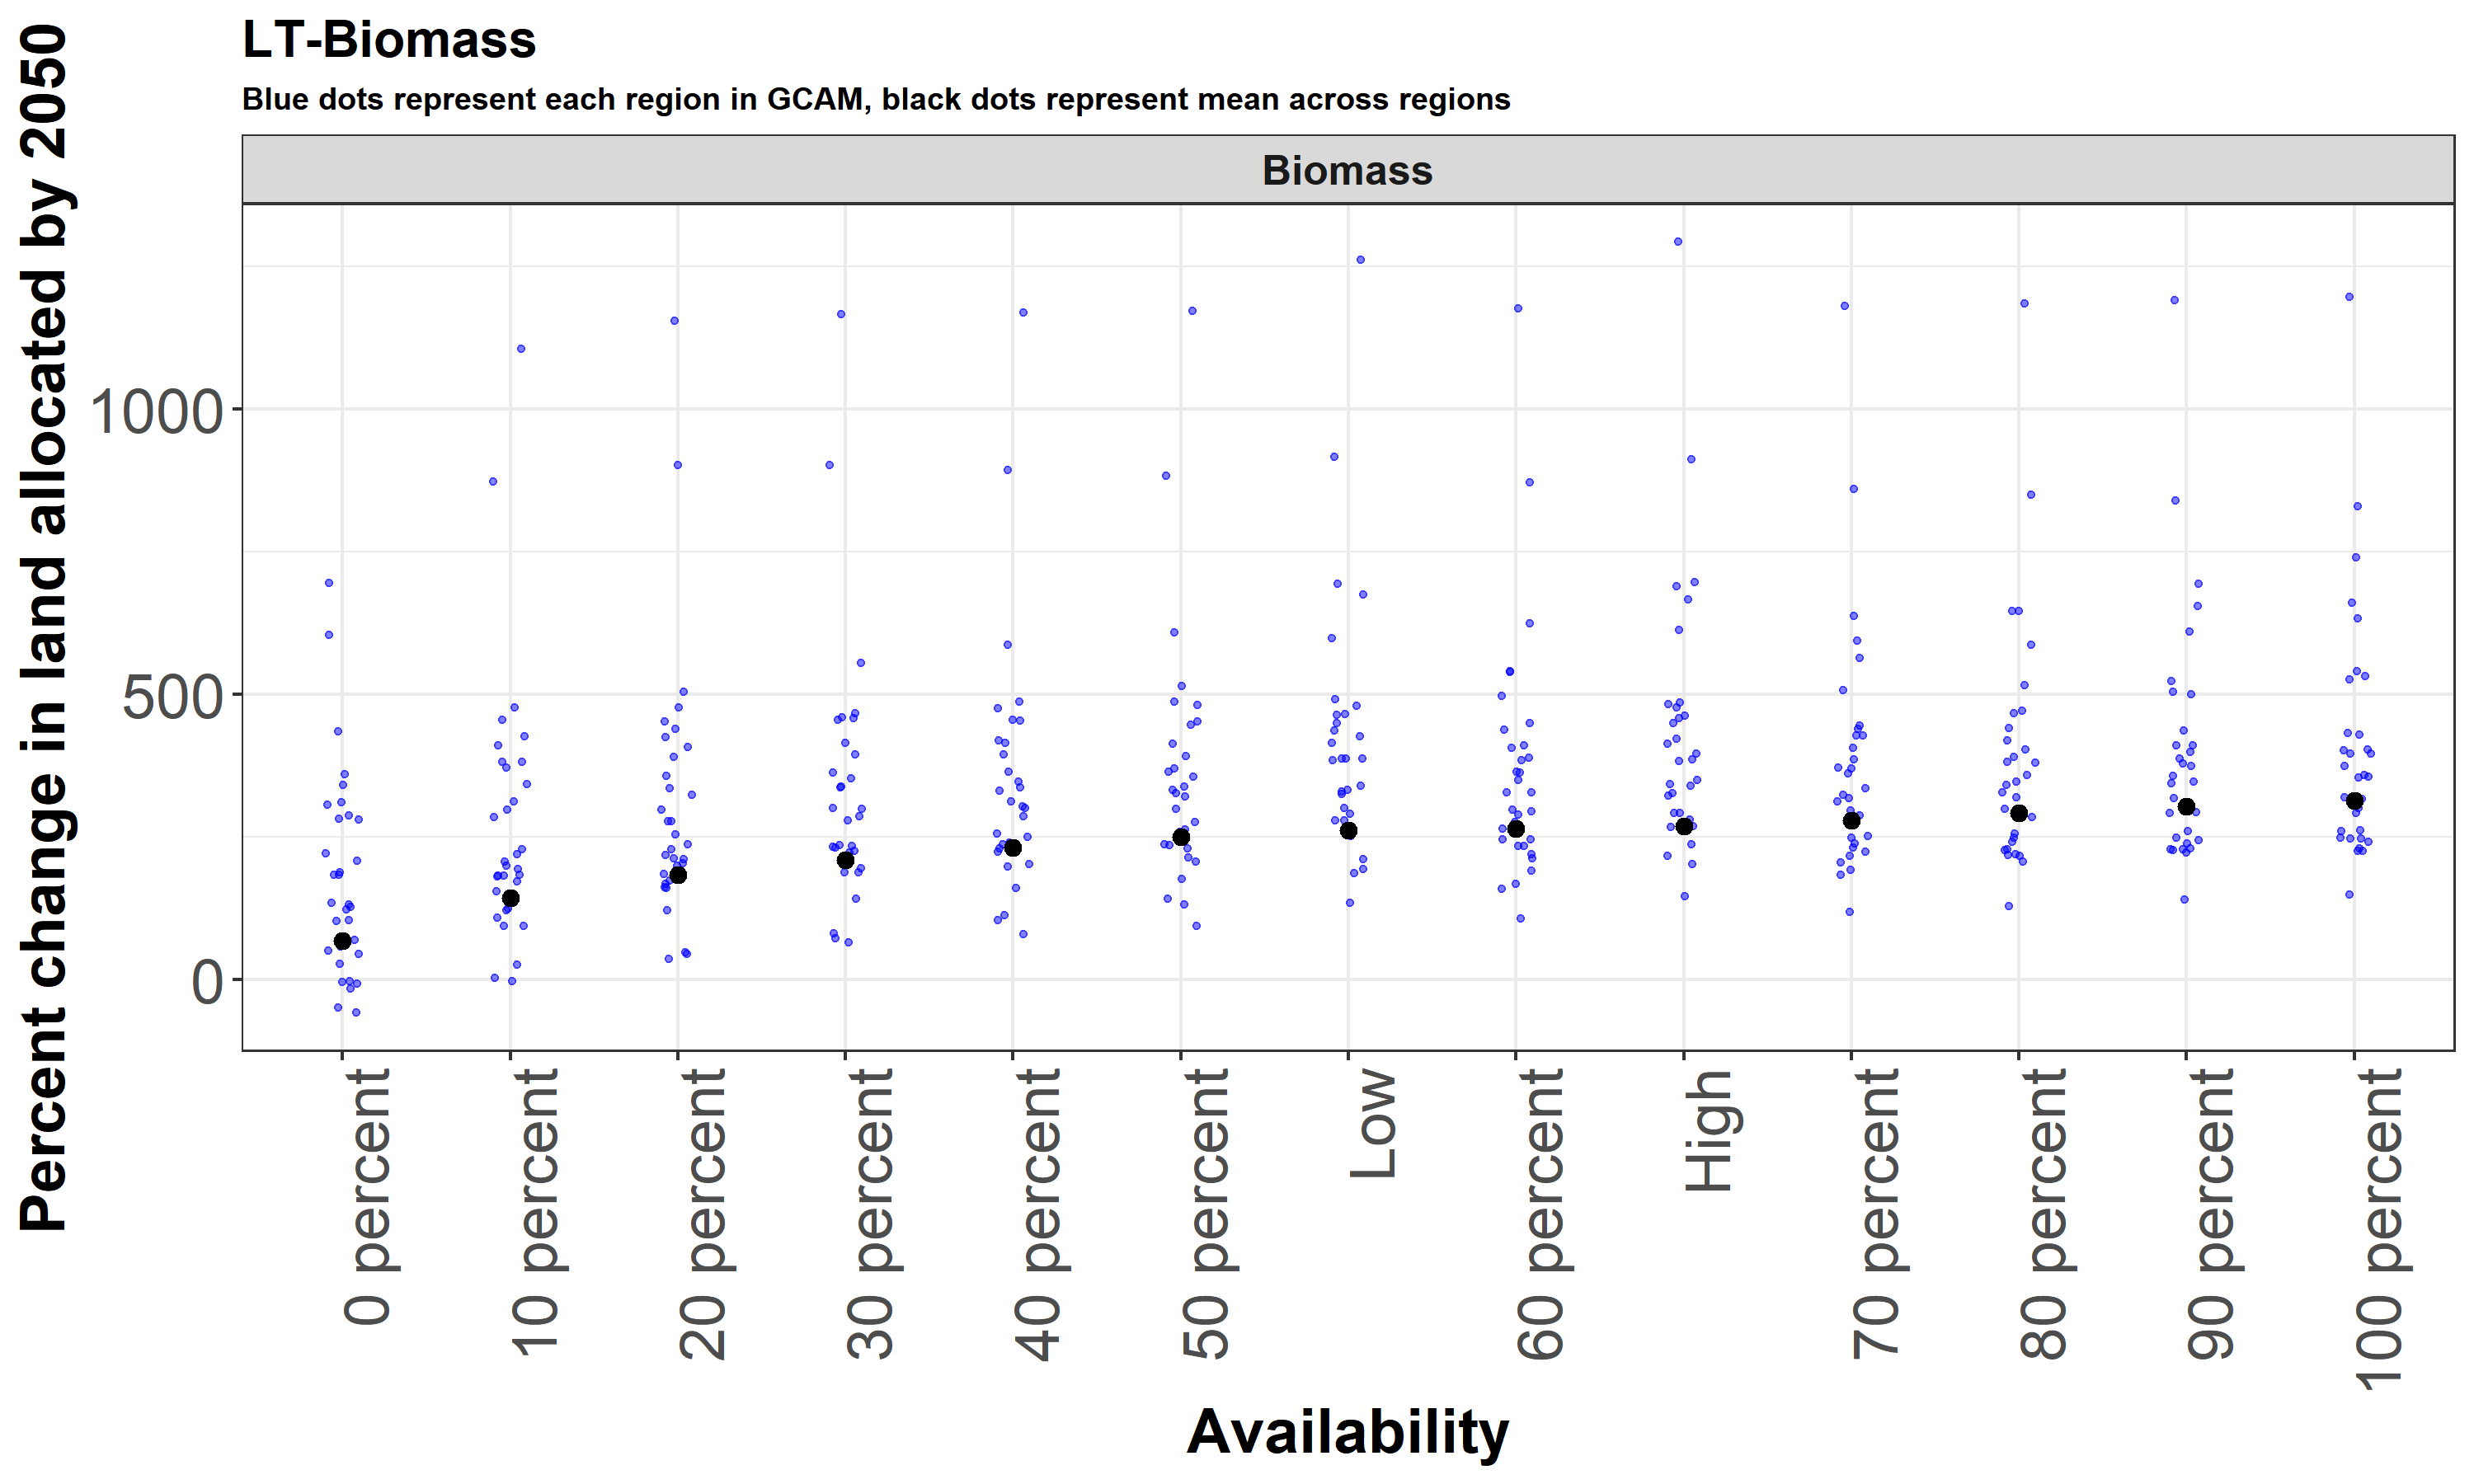 LT-Biomass
Blue dots represent each region in GCAM, black dots represent mean across regions
Biomass
Percent change in land allocated by 2050
1000
500
0
0 percent
10 percent
20 percent
30 percent
40 percent
50 percent
Low
60 percent
High
70 percent
80 percent
90 percent
100 percent
Availability